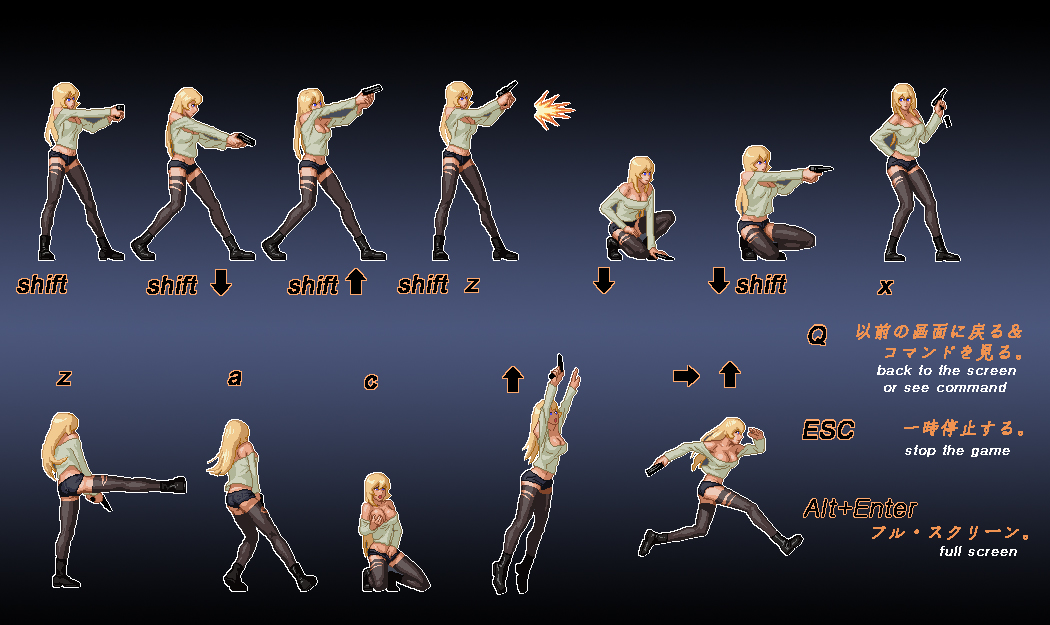 shift
shift ↓
shift ↑
shift z
↓
↓ shift
x
Q 以前の画面に戻る&
コマンドを見る。
back to the screen
or see command
z
a
c
↑
→ ↑
ESC 一時停止する。
stop the game
Alt+Enter
フル・スクリーン。
full screen